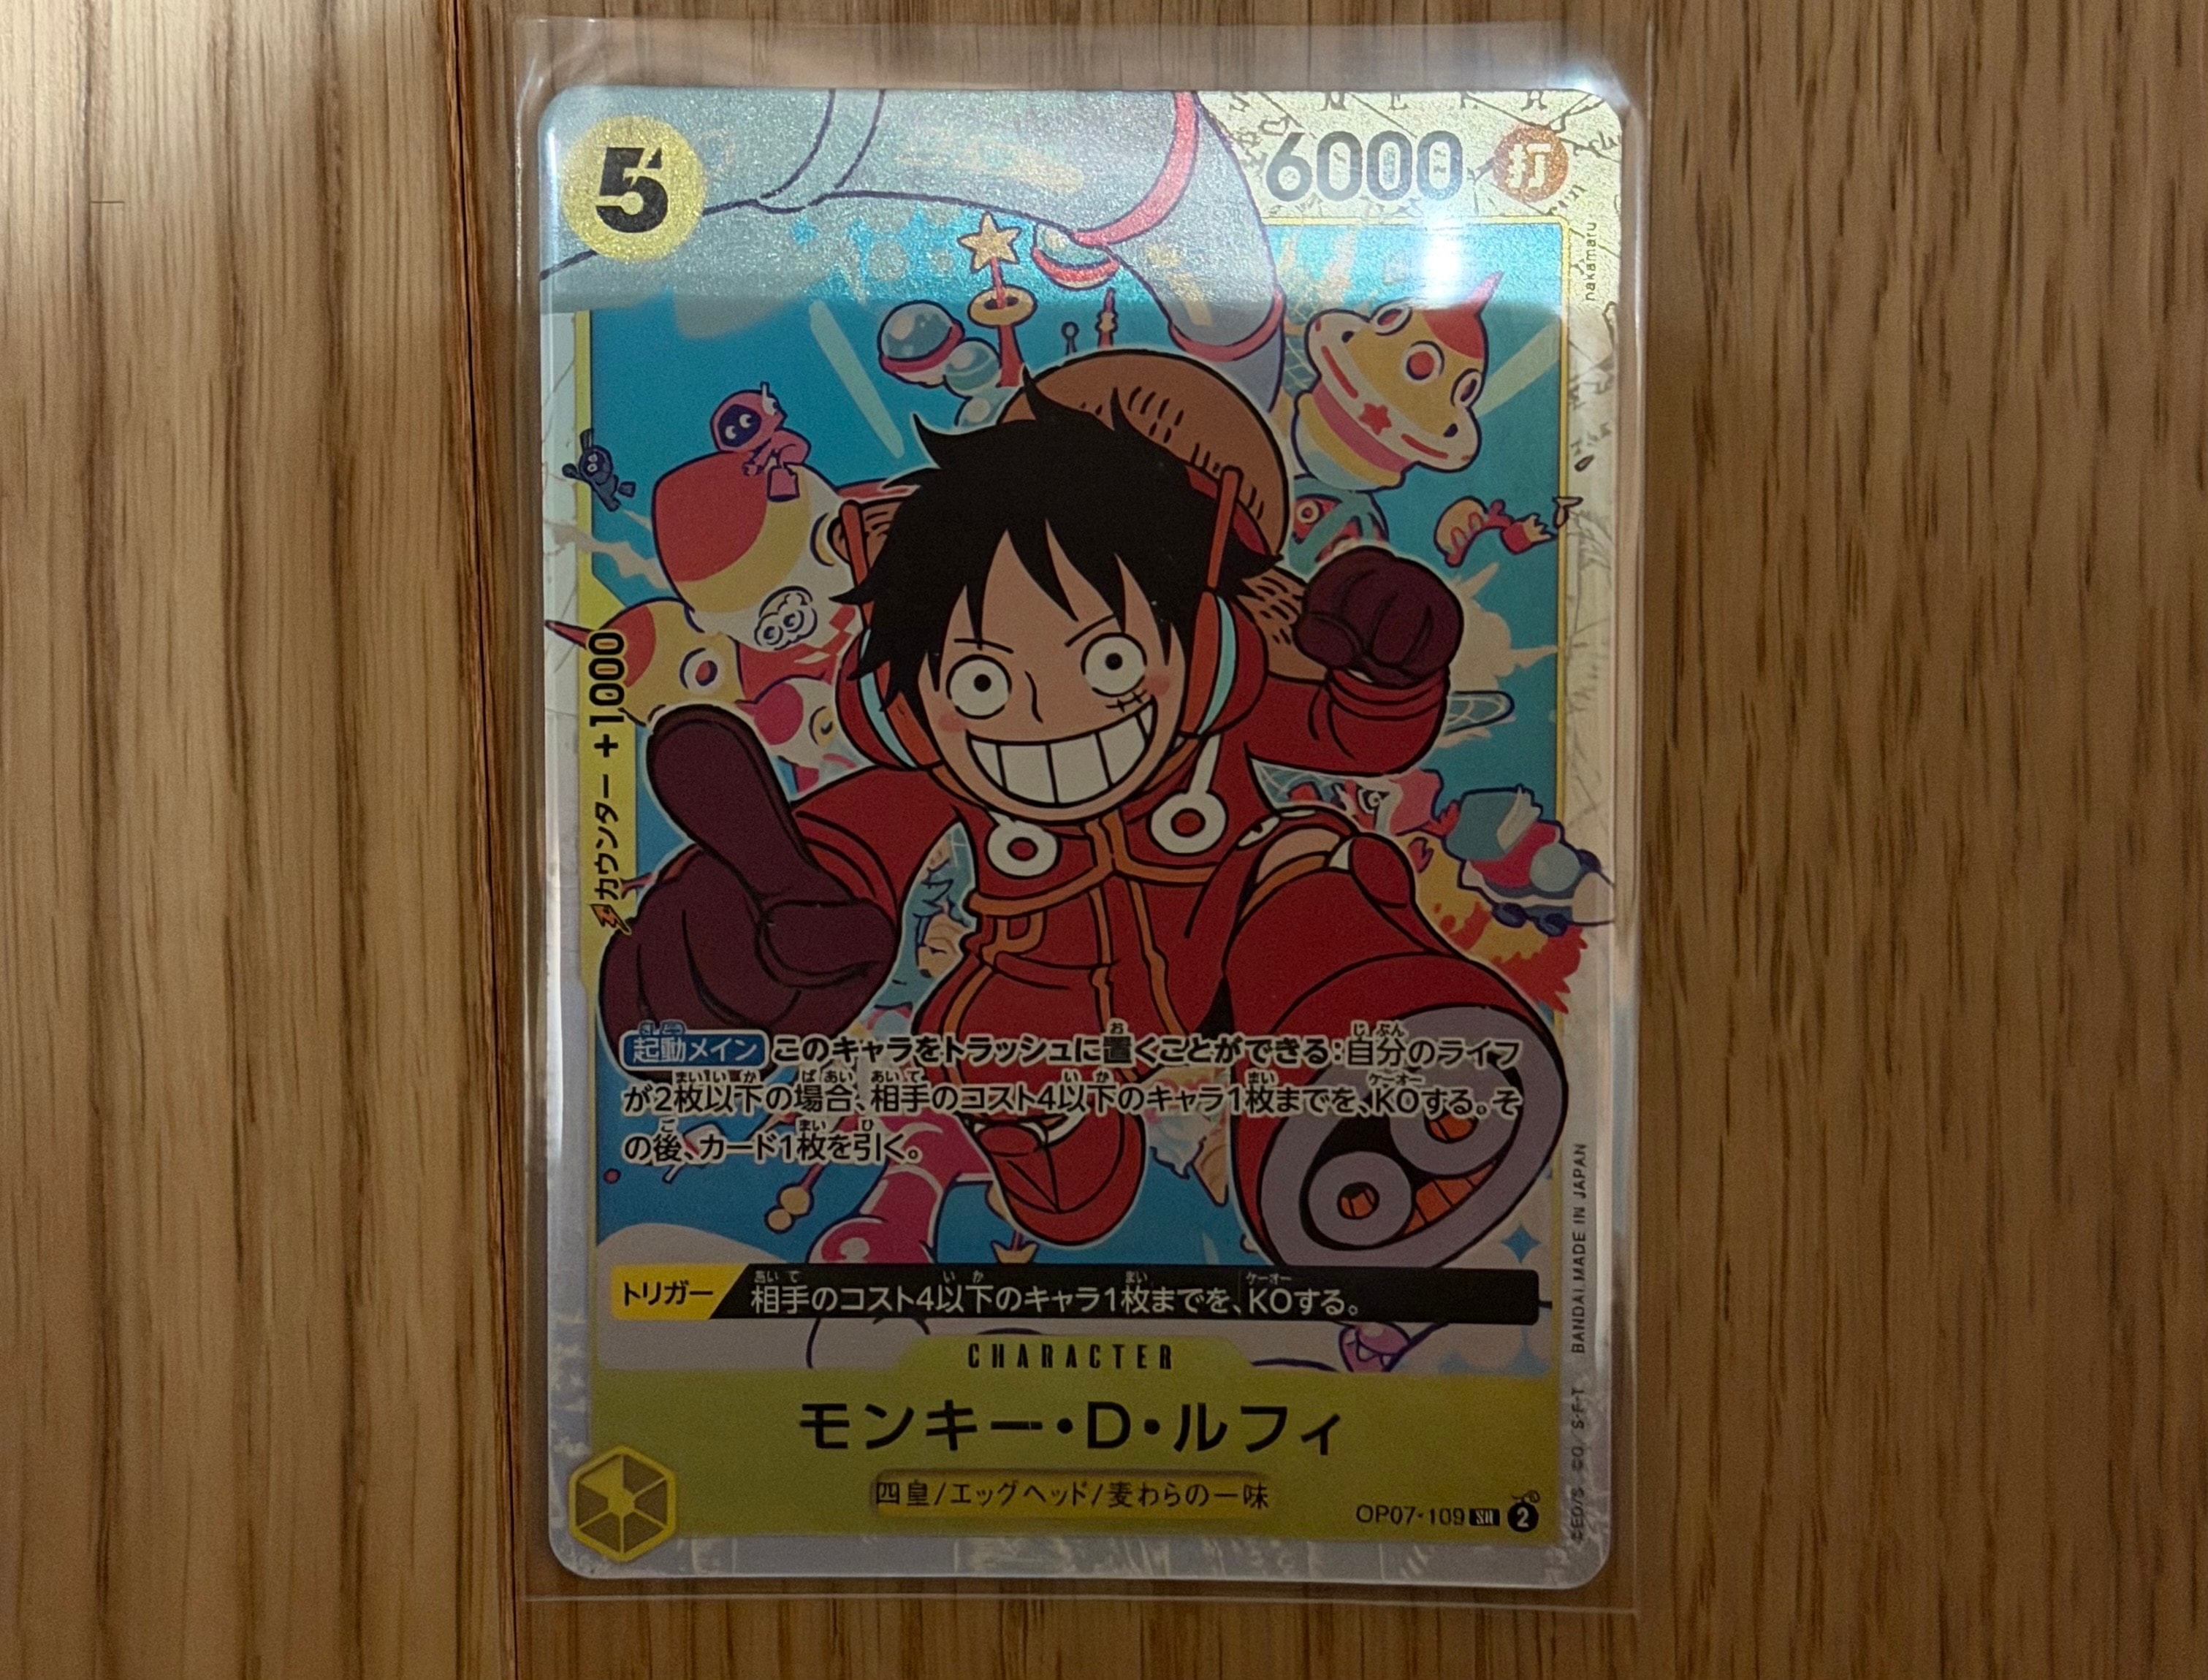 5
6000
打
nakamaru
カウンター +1000
起動メイン このキャラをトラッシュに置くことができる:自分のライフ
が2枚以下の場合、相手のコスト4以下のキャラ1枚までを、KOする。そ
の後、カード1枚を引く。
トリガー 相手のコスト4以下のキャラ1枚までを、KOする。
CHARACTER
モンキー・D・ルフィ
四皇/エッグヘッド/麦わらの一味
OP07-109 SR 2
BANDAI MADE IN JAPAN